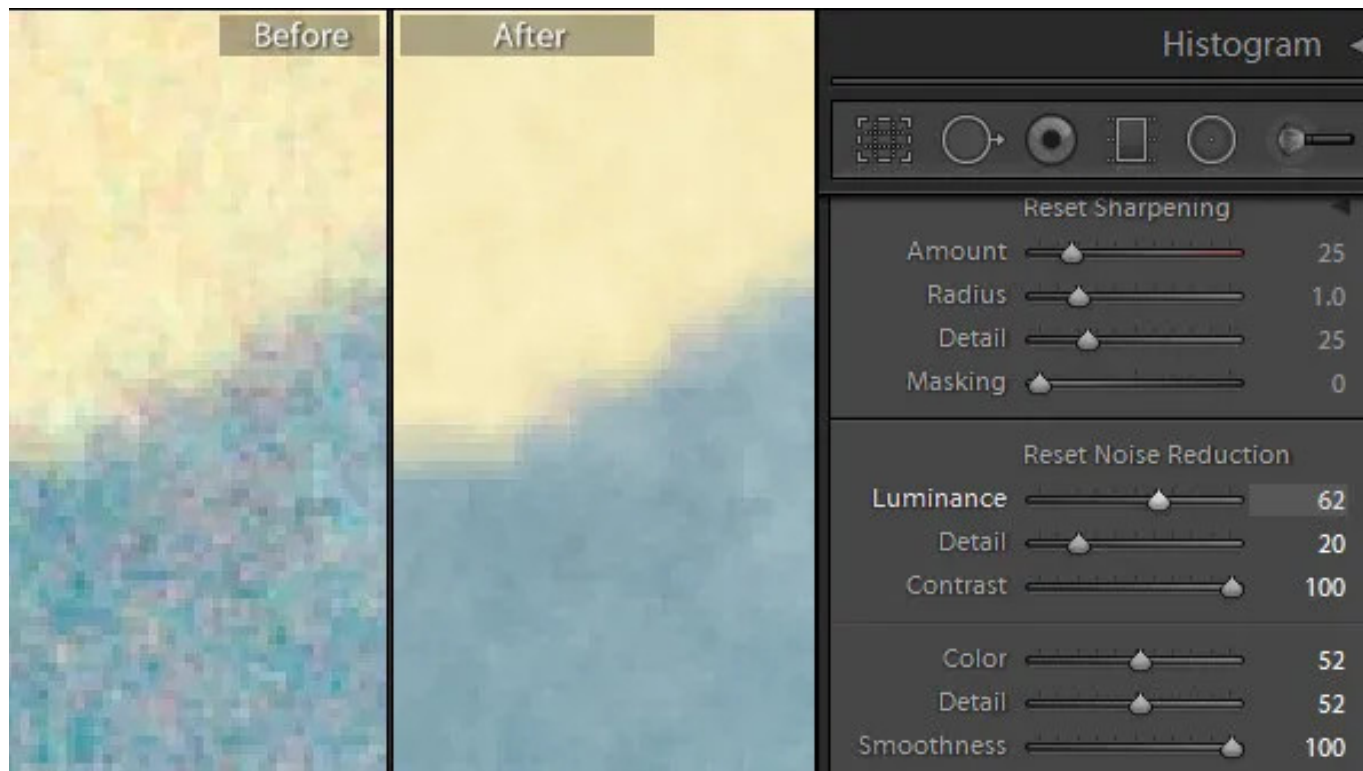 Before
After
Histogram
Reset Sharpening
Amount 25
Radius 1.0
Detail 25
Masking 0
Reset Noise Reduction
Luminance 62
Detail 20
Contrast 100
Color 52
Detail 52
Smoothness 100